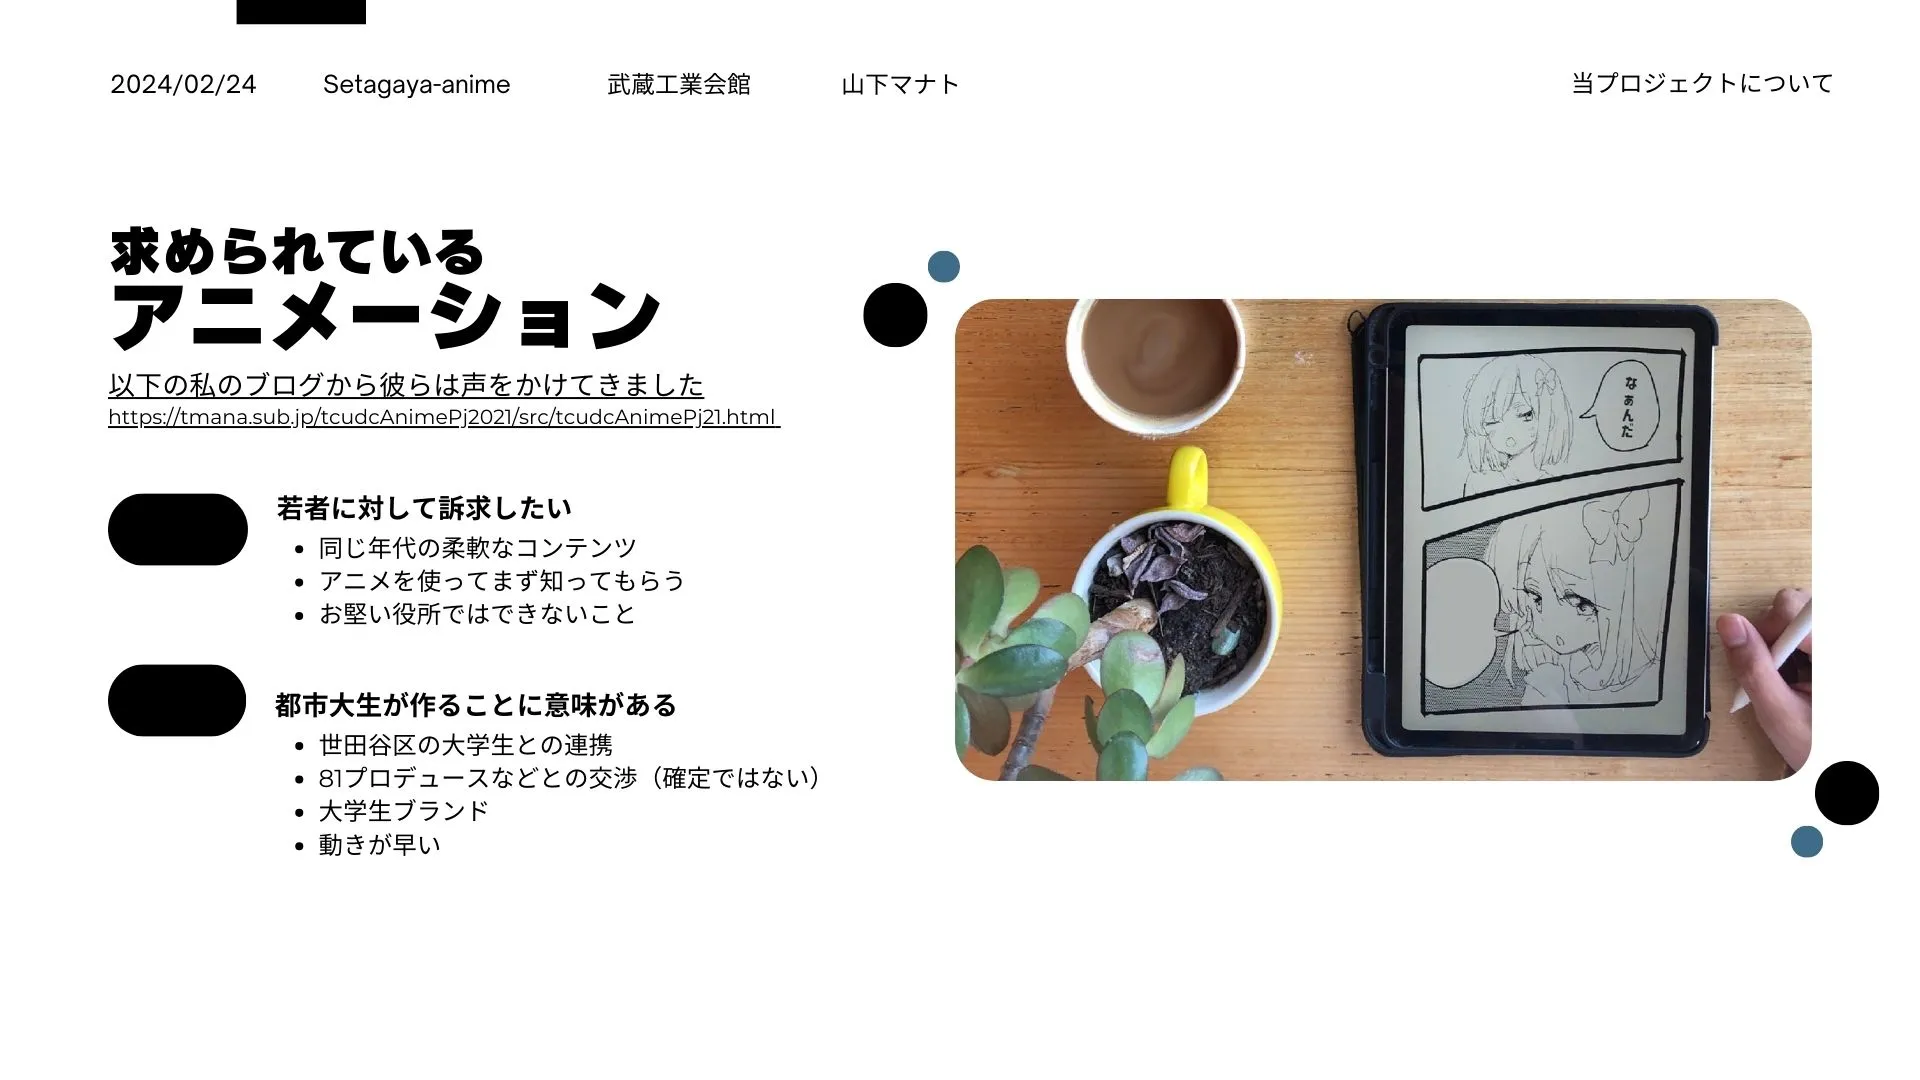 2024/02/24
Setagaya-anime
武蔵工業会館
山下マナト
当プロジェクトについて
求められている
アニメーション
以下の私のブログから彼らは声をかけてきました
https://tmana.sub.jp/tcudcAnimePj2021/src/tcudcAnimePj21.html
若者に対して訴求したい
同じ年代の柔軟なコンテンツ
アニメを使ってまず知ってもらう
お堅い役所ではできないこと
都市大生が作ることに意味がある
世田谷区の大学生との連携
81プロデュースなどとの交渉（確定ではない）
大学生ブランド
動きが早い
なぁんだ